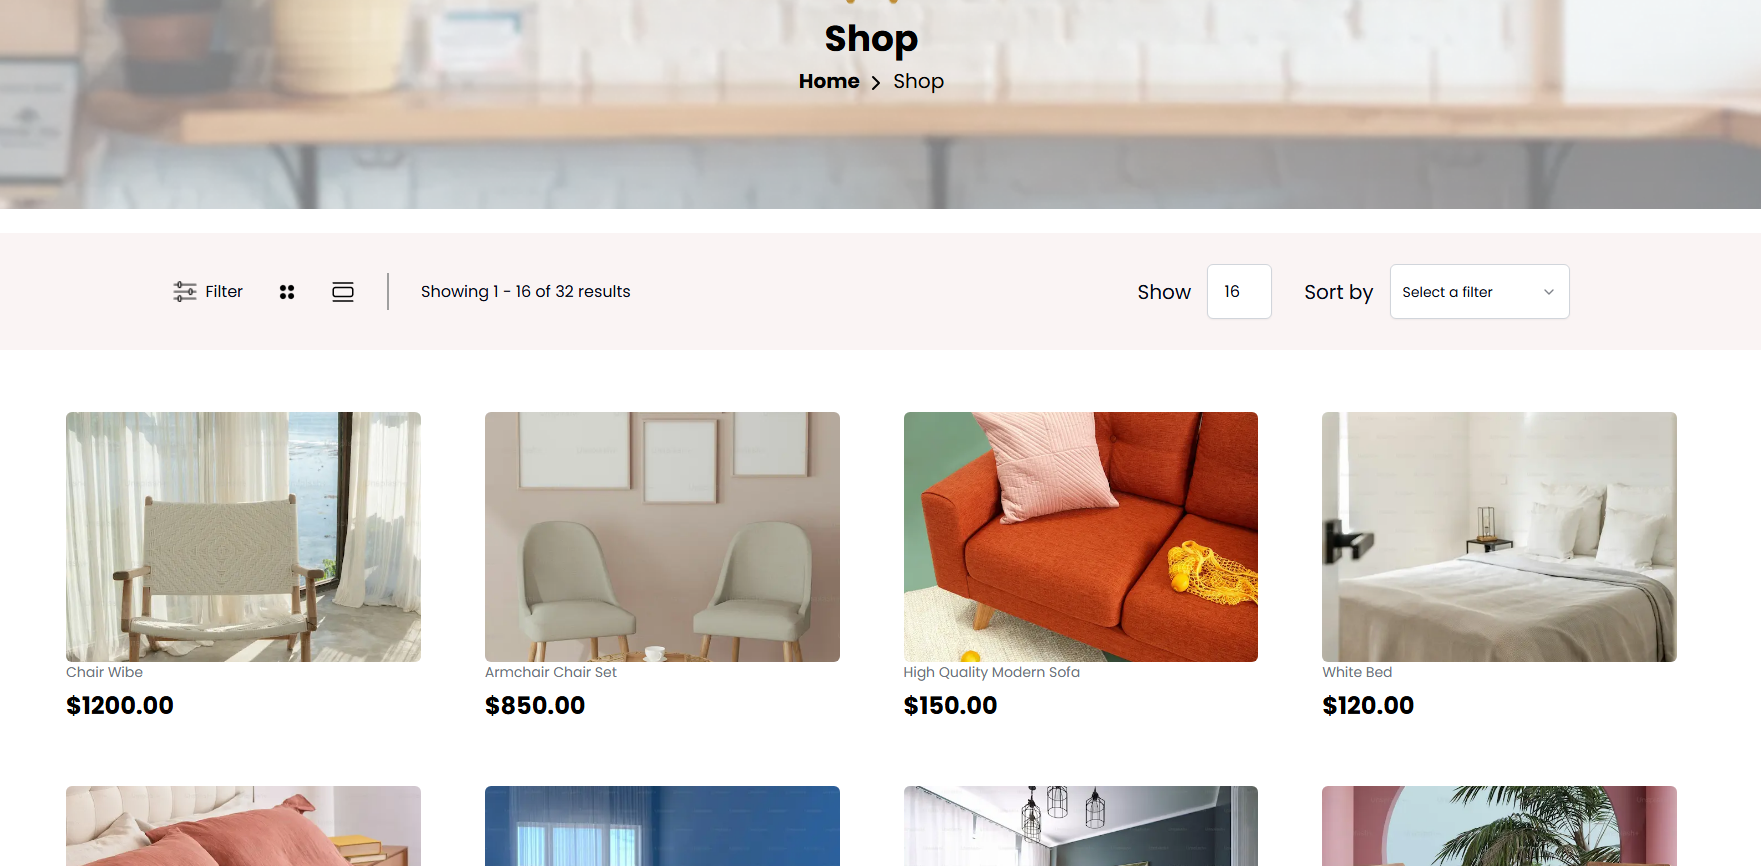 Shop
Home > Shop
Filter
Showing 1 - 16 of 32 results
Show 16 Sort by Select a filter
Chair Wibe
$1200.00
Armchair Chair Set
$850.00
High Quality Modern Sofa
$150.00
White Bed
$120.00